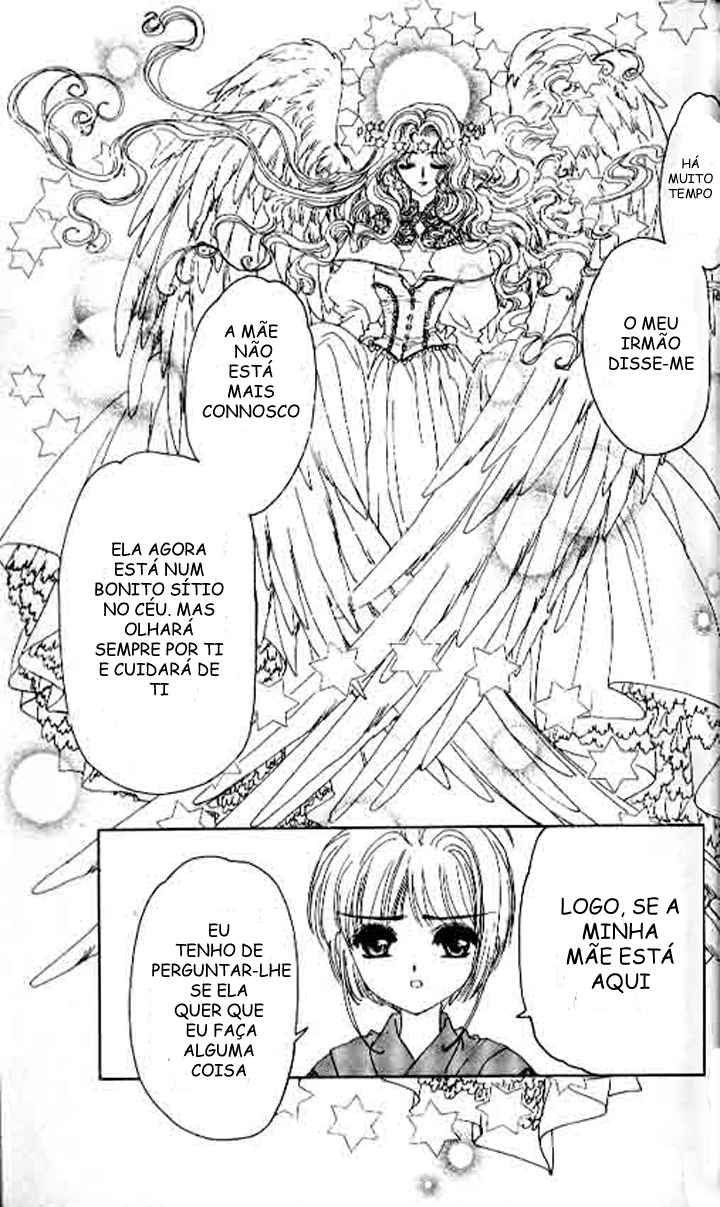 HÁ
MUITO
TEMPO
O MEU
IRMÃO
DISSE-ME
A MÃE
NÃO
ESTÁ
MAIS
CONNOSCO
ELA AGORA
ESTÁ NUM
BONITO SÍTIO
NO CÉU. MAS
OLHARÁ
SEMPRE POR TI
E CUIDARÁ DE
TI
LOGO, SE A
MINHA
MÃE ESTÁ
AQUI
EU
TENHO DE
PERGUNTAR-LHE
SE ELA
QUER QUE
EU FAÇA
ALGUMA
COISA